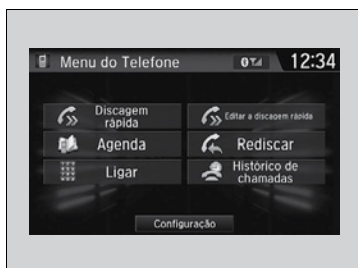 Menu do Telefone
12:34
Discagem
rápida
Editar a discagem rápida
Agenda
Rediscar
Ligar
Histórico de
chamadas
Configuração